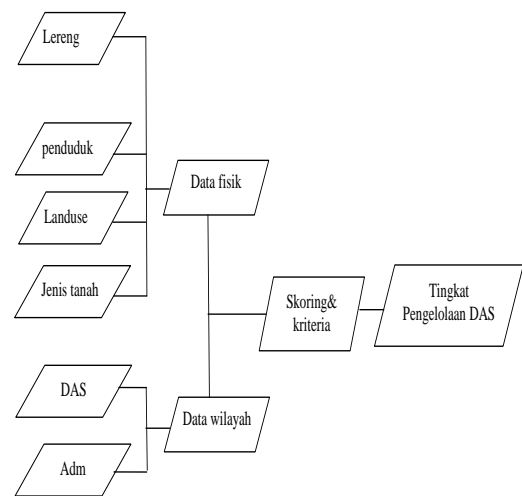 Lereng
penduduk
Landuse
Jenis tanah
DAS
Adm
Data fisik
Data wilayah
Skoring&
kriteria
Tingkat
Pengelolaan DAS